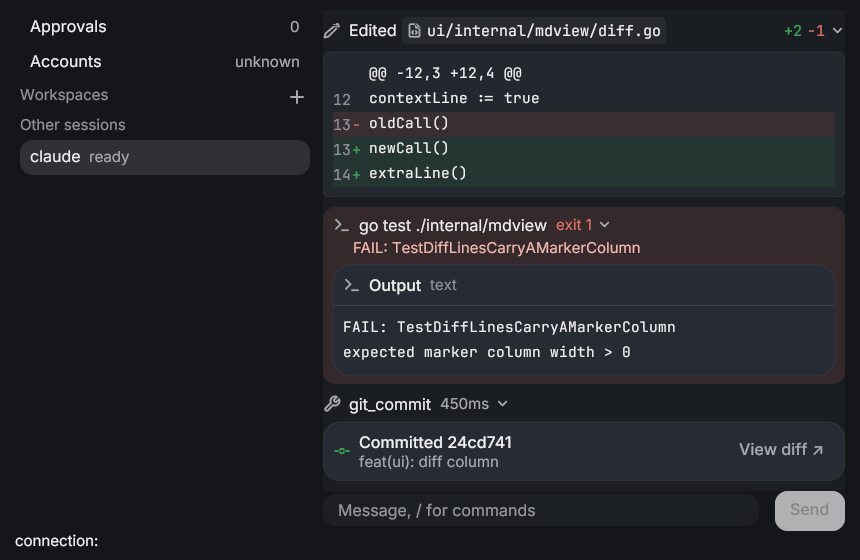 Approvals 0
Accounts unknown
Workspaces +
Other sessions
claude ready
connection:
Edited ui/internal/mdview/diff.go +2 -1
@@ -12,3 +12,4 @@
12 contextLine := true
13- oldCall()
13+ newCall()
14+ extraLine()
go test ./internal/mdview exit 1
FAIL: TestDiffLinesCarryAMarkerColumn
Output text
FAIL: TestDiffLinesCarryAMarkerColumn
expected marker column width > 0
git_commit 450ms
Committed 24cd741 View diff ↗
feat(ui): diff column
Message, / for commands Send